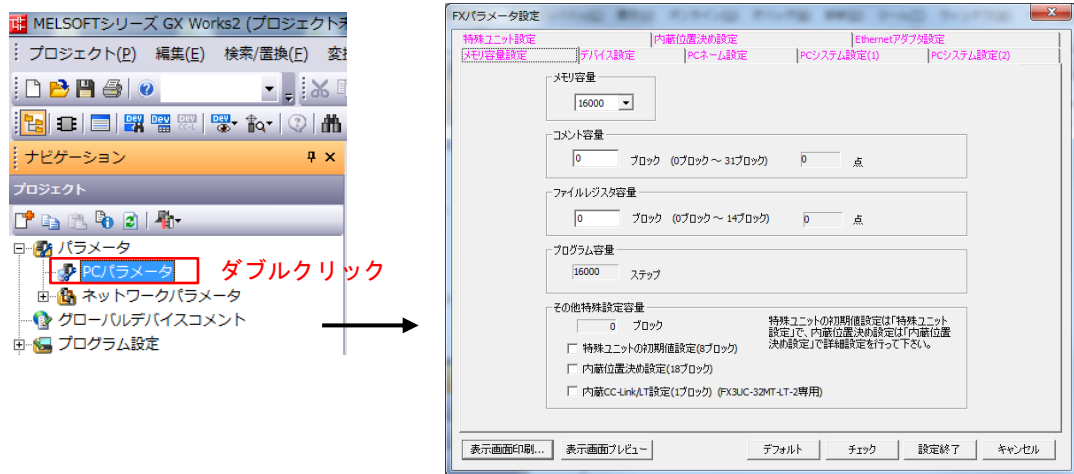 MELSOFTシリーズ GX Works2 (プロジェクト
プロジェクト(P) 編集(E) 検索/置換(F)
ナビゲーション
プロジェクト
パラメータ
PCパラメータ
ダブルクリック
ネットワークパラメータ
グローバルデバイスコメント
プログラム設定
FXパラメータ設定
特殊ユニット設定 内蔵位置決め設定 Ethernetアダプタ設定
メモリ容量設定 デバイス設定 PCネーム設定 PCシステム設定(1) PCシステム設定(2)
メモリ容量
16000
コメント容量
0 ブロック (0ブロック ～ 31ブロック) 0 点
ファイルレジスタ容量
0 ブロック (0ブロック ～ 14ブロック) 0 点
プログラム容量
16000 ステップ
その他特殊設定容量
0 ブロック
特殊ユニットの初期値設定は「特殊ユニット
設定」で、内蔵位置決め設定は「内蔵位置
決め設定」で詳細設定を行って下さい。
特殊ユニットの初期値設定(8ブロック)
内蔵位置決め設定(18ブロック)
内蔵CC-Link/LT設定(1ブロック) (FX3UC-32MT-LT-2専用)
表示画面印刷... 表示画面プレビュー デフォルト チェック 設定終了 キャンセル